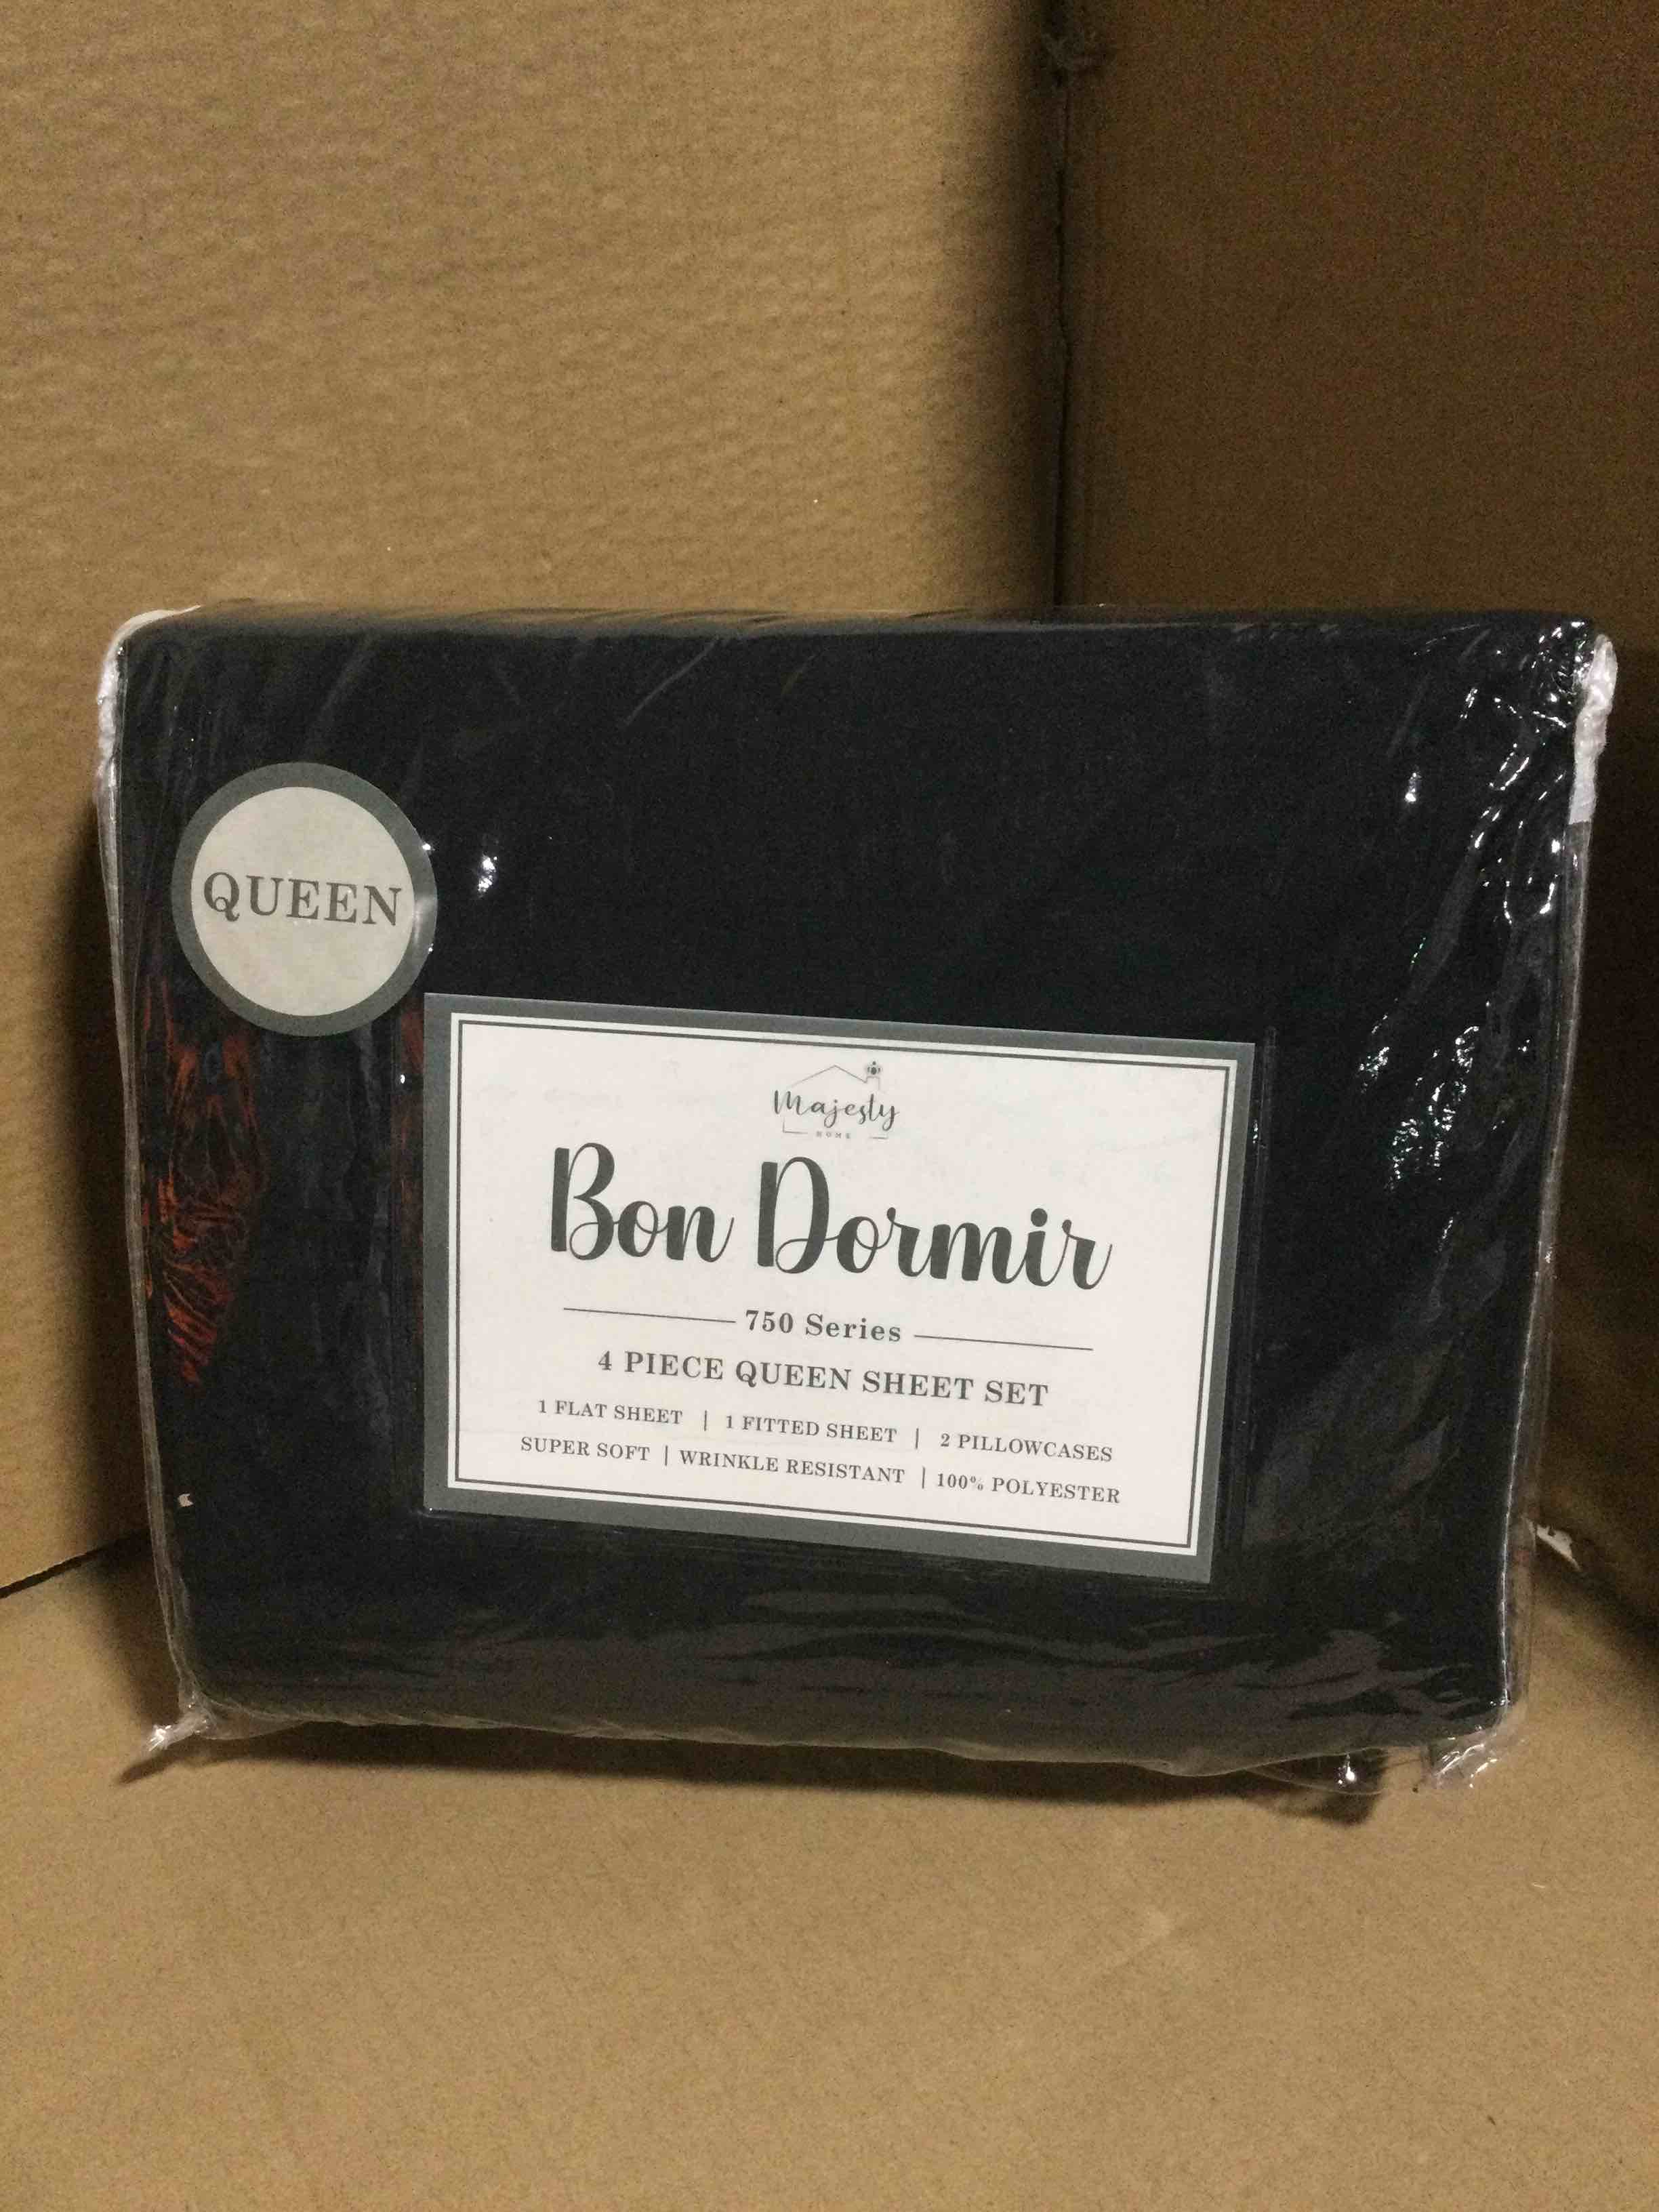 QUEEN
Majesty
HOME
Bon Dormir
750 Series
4 PIECE QUEEN SHEET SET
1 FLAT SHEET | 1 FITTED SHEET | 2 PILLOWCASES
SUPER SOFT | WRINKLE RESISTANT | 100% POLYESTER